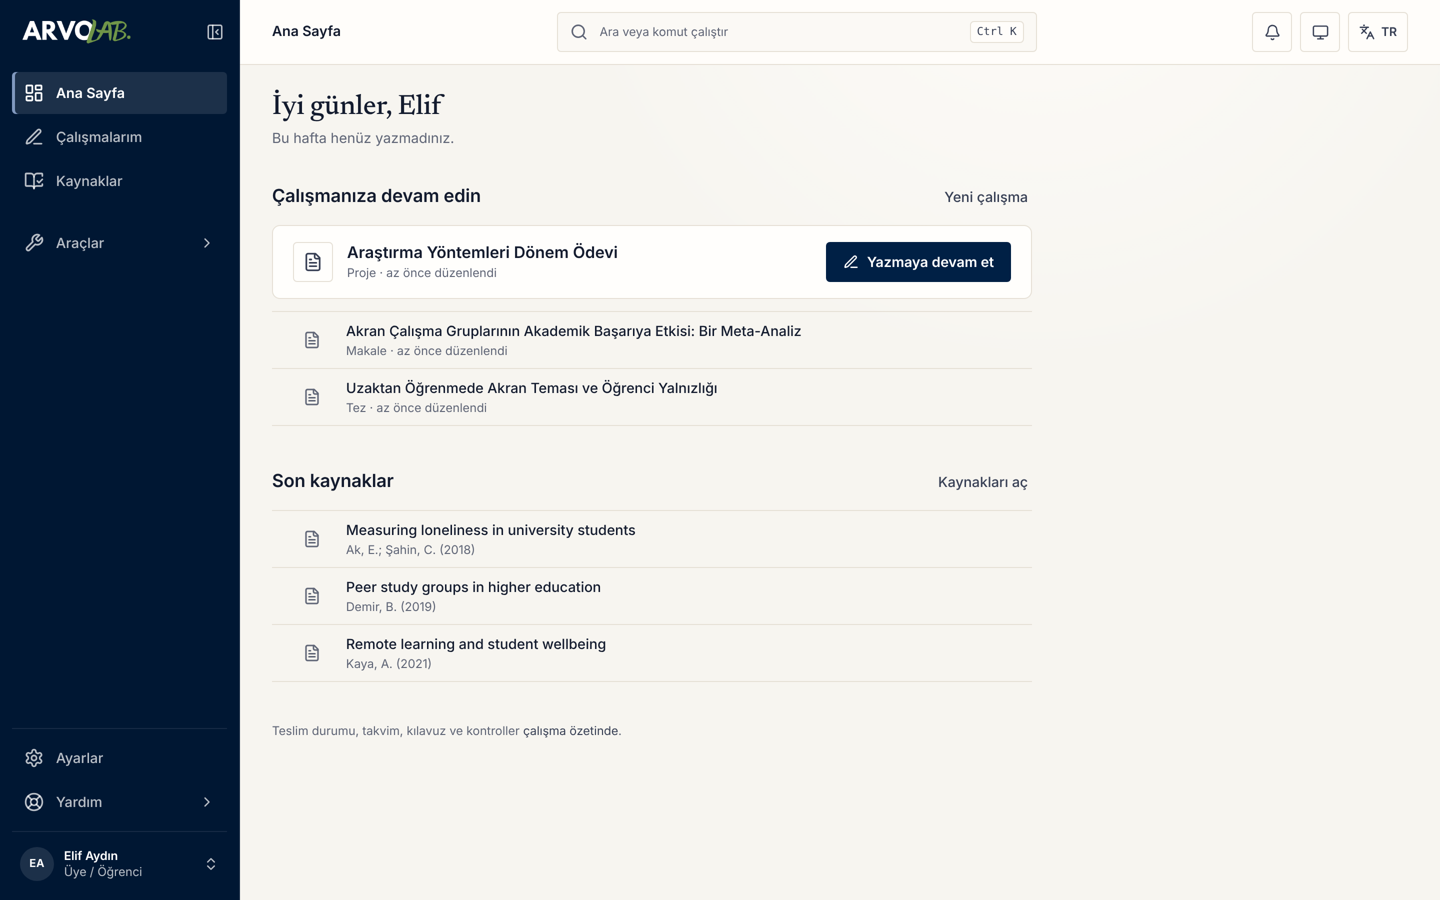 ARVOLAB.
Ana Sayfa
Çalışmalarım
Kaynaklar
Araçlar
Ayarlar
Yardım
EA
Elif Aydın
Üye / Öğrenci
Ana Sayfa
Ara veya komut çalıştır
Ctrl K
TR
İyi günler, Elif
Bu hafta henüz yazmadınız.
Çalışmanıza devam edin
Yeni çalışma
Araştırma Yöntemleri Dönem Ödevi
Proje · az önce düzenlendi
Yazmaya devam et
Akran Çalışma Gruplarının Akademik Başarıya Etkisi: Bir Meta-Analiz
Makale · az önce düzenlendi
Uzaktan Öğrenmede Akran Teması ve Öğrenci Yalnızlığı
Tez · az önce düzenlendi
Son kaynaklar
Kaynakları aç
Measuring loneliness in university students
Ak, E.; Şahin, C. (2018)
Peer study groups in higher education
Demir, B. (2019)
Remote learning and student wellbeing
Kaya, A. (2021)
Teslim durumu, takvim, kılavuz ve kontroller çalışma özetinde.